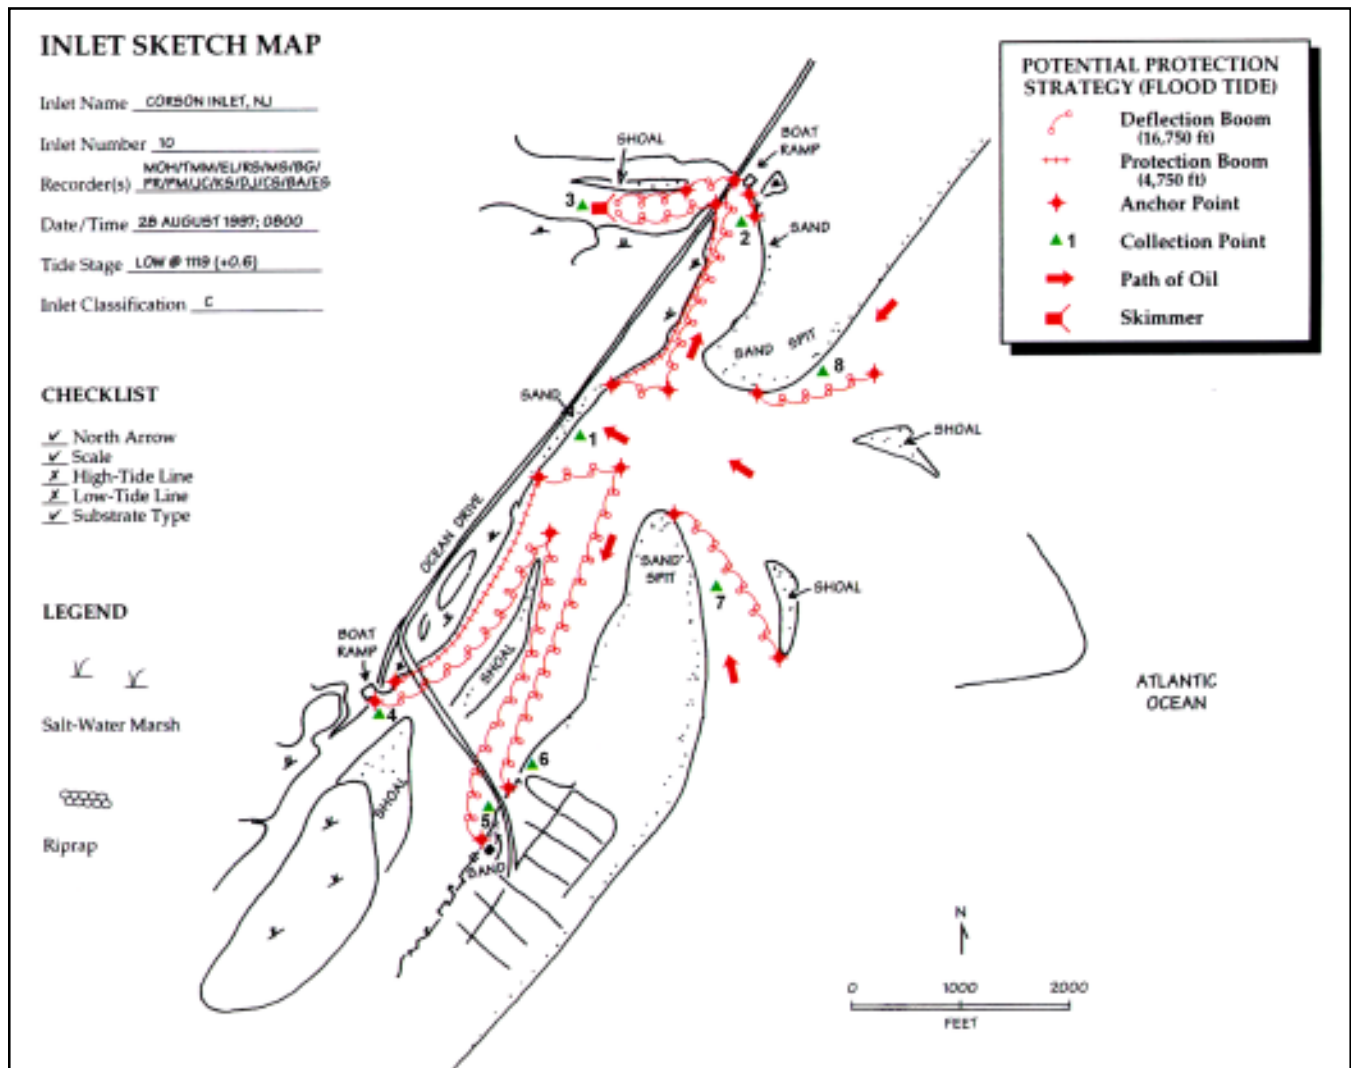 INLET SKETCH MAP
Inlet Name CORSON INLET, NJ
Inlet Number 10
MOH/TMM/EL/RS/MS/BG/
Recorder(s) PR/PM/JC/KS/DJ/CS/BA/ES
Date/Time 28 AUGUST 1997; 0800
Tide Stage LOW @ 1119 (+0.6)
Inlet Classification C
CHECKLIST
North Arrow
Scale
High-Tide Line
Low-Tide Line
Substrate Type
LEGEND
Salt-Water Marsh
Riprap
POTENTIAL PROTECTION
STRATEGY (FLOOD TIDE)
Deflection Boom
(16,750 ft)
Protection Boom
(4,750 ft)
Anchor Point
1 Collection Point
Path of Oil
Skimmer
SHOAL
BOAT
RAMP
3
2
SAND
SAND SPIT
8
SAND
1
SHOAL
OCEAN DRIVE
SAND
SPIT
7
SHOAL
BOAT
RAMP
SHOAL
4
6
SHOAL
5
SAND
ATLANTIC
OCEAN
N
0 1000 2000
FEET